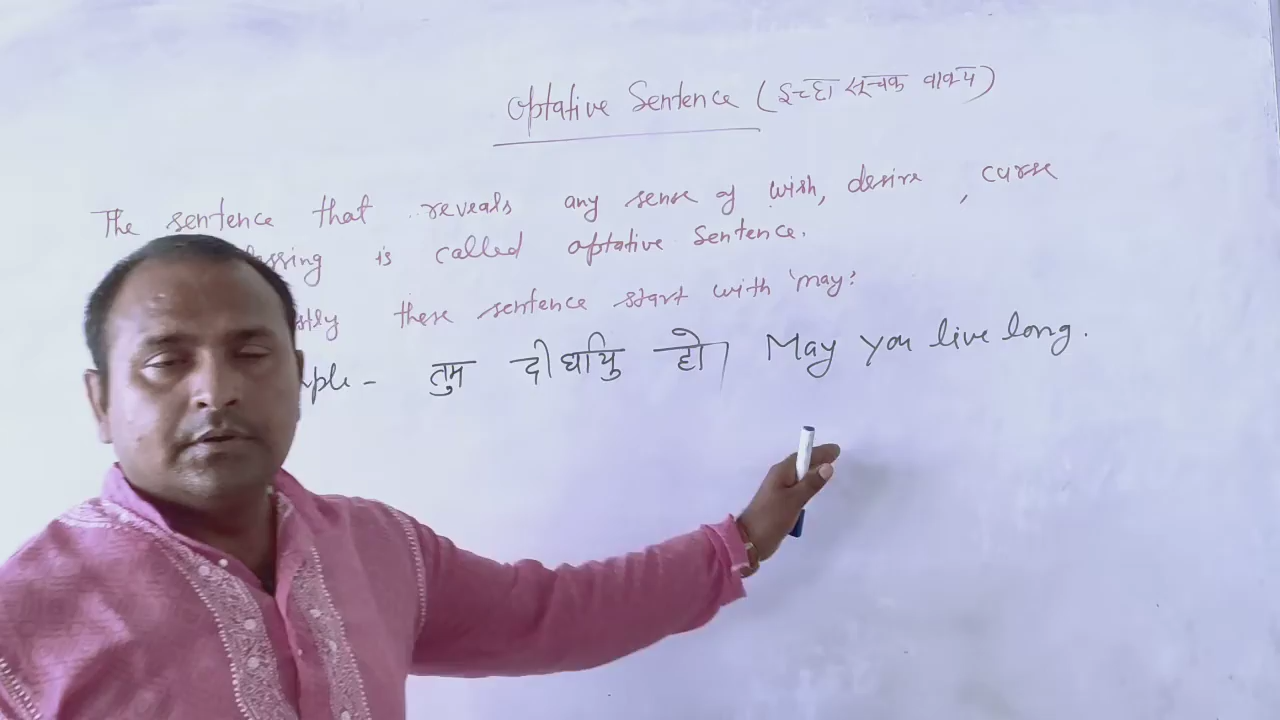 Optative Sentence (इच्छा सूचक वाक्य)
The sentence that reveals any sense of wish, desire , curse
is called optative sentence.
these sentence start with 'may'.
तुम दीर्घायु हो। May you live long.